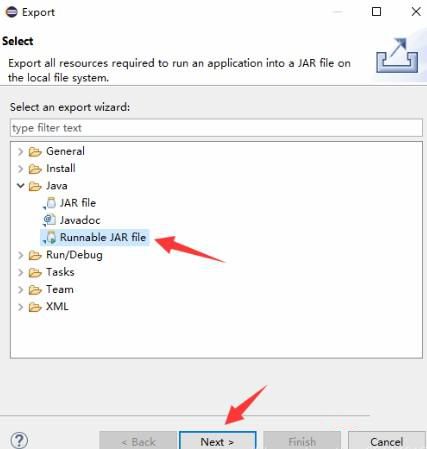 Export
Select
Export all resources required to run an application into a JAR file on
the local file system.
Select an export wizard:
type filter text
General
Install
Java
JAR file
Javadoc
Runnable JAR file
Run/Debug
Tasks
Team
XML
?
< Back
Next >
Finish
Cancel